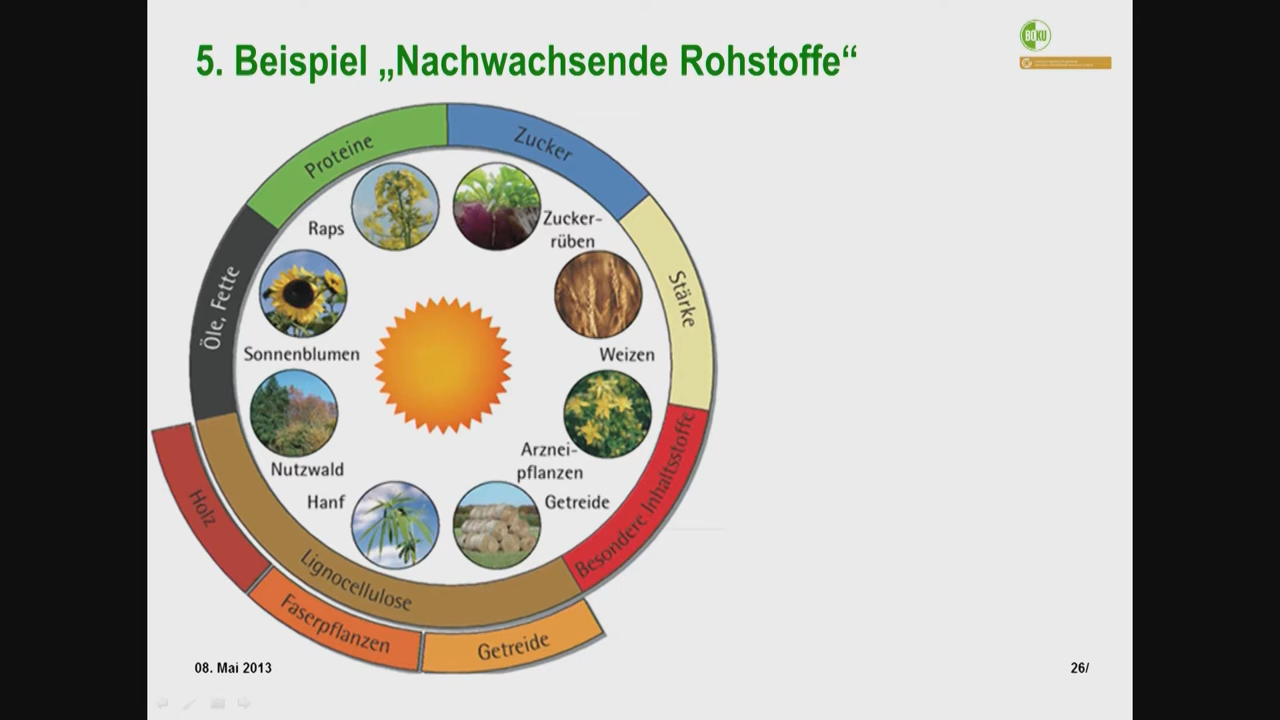 5. Beispiel „Nachwachsende Rohstoffe“
BOKU
Proteine
Zucker
Raps
Zucker-
rüben
Öle, Fette
Stärke
Sonnenblumen
Weizen
Arznei-
pflanzen
Nutzwald
Hanf
Getreide
Besondere Inhaltsstoffe
Holz
Lignocellulose
Faserpflanzen
Getreide
08. Mai 2013
26/